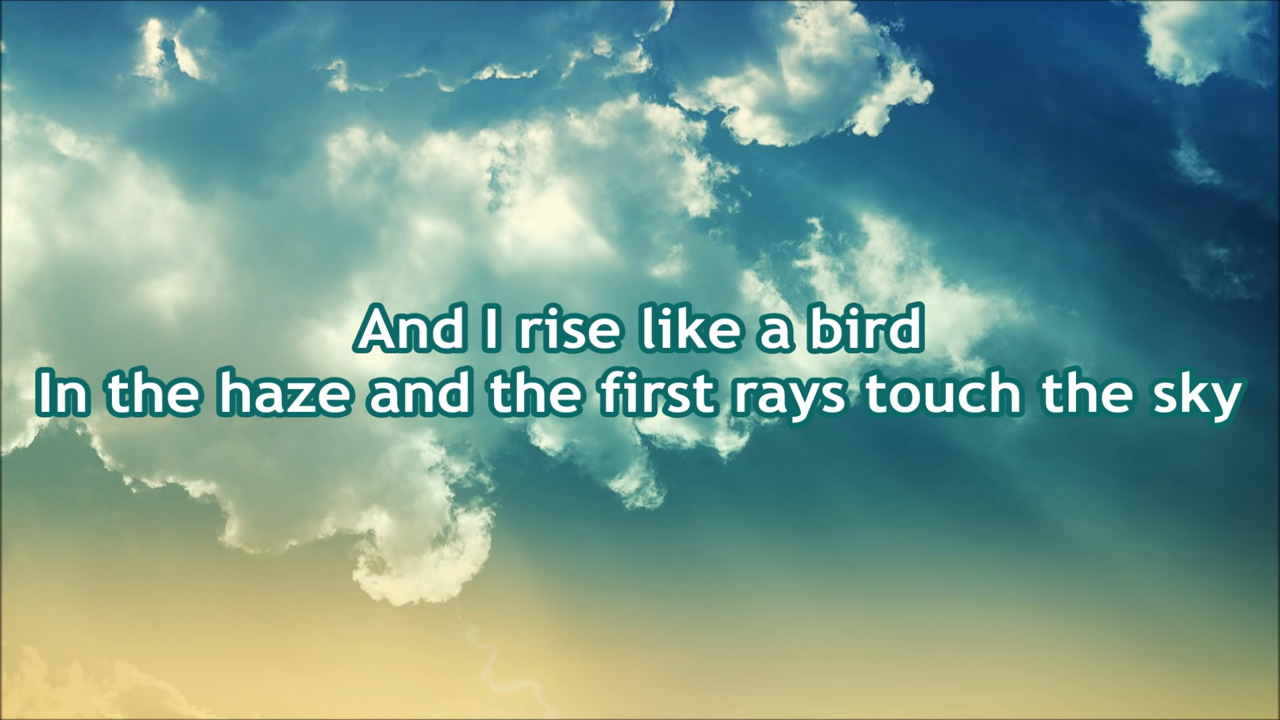 And I rise like a bird
In the haze and the first rays touch the sky